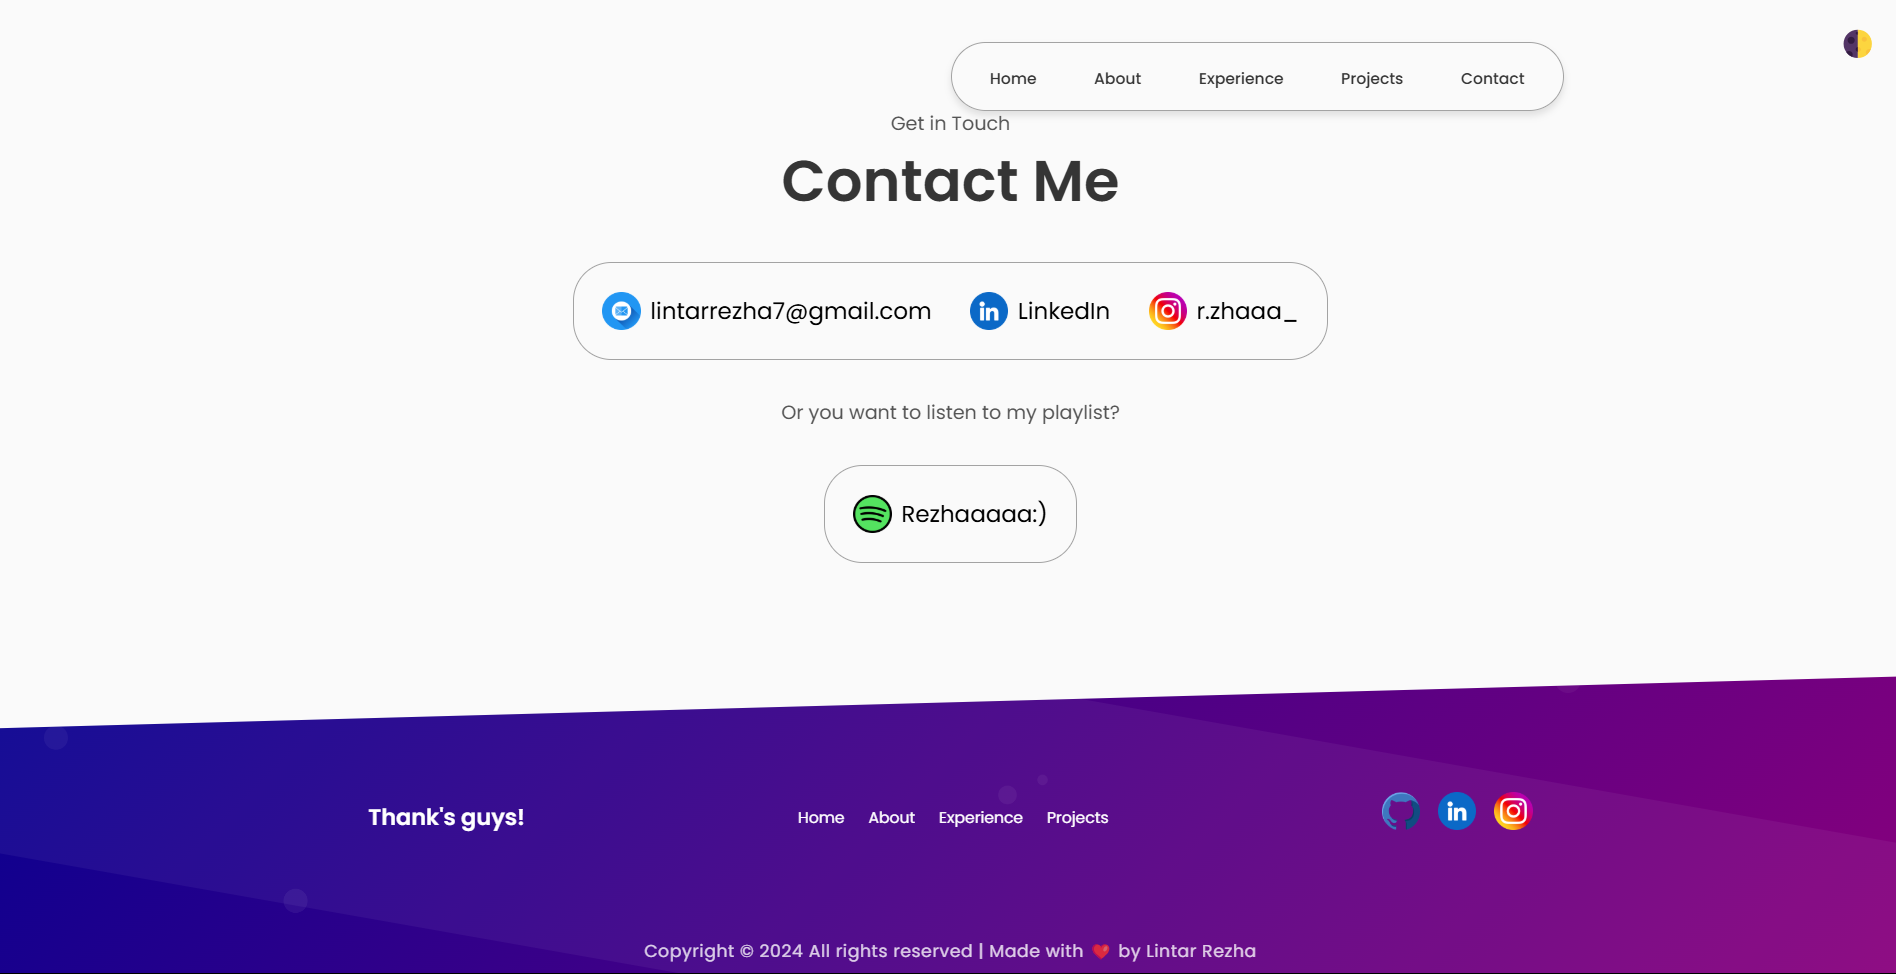 Home About Experience Projects Contact
Get in Touch
Contact Me
lintarrezha7@gmail.com LinkedIn r.zhaaa_
Or you want to listen to my playlist?
Rezhaaaaa:)
Thank's guys! Home About Experience Projects
Copyright © 2024 All rights reserved | Made with ❤️ by Lintar Rezha